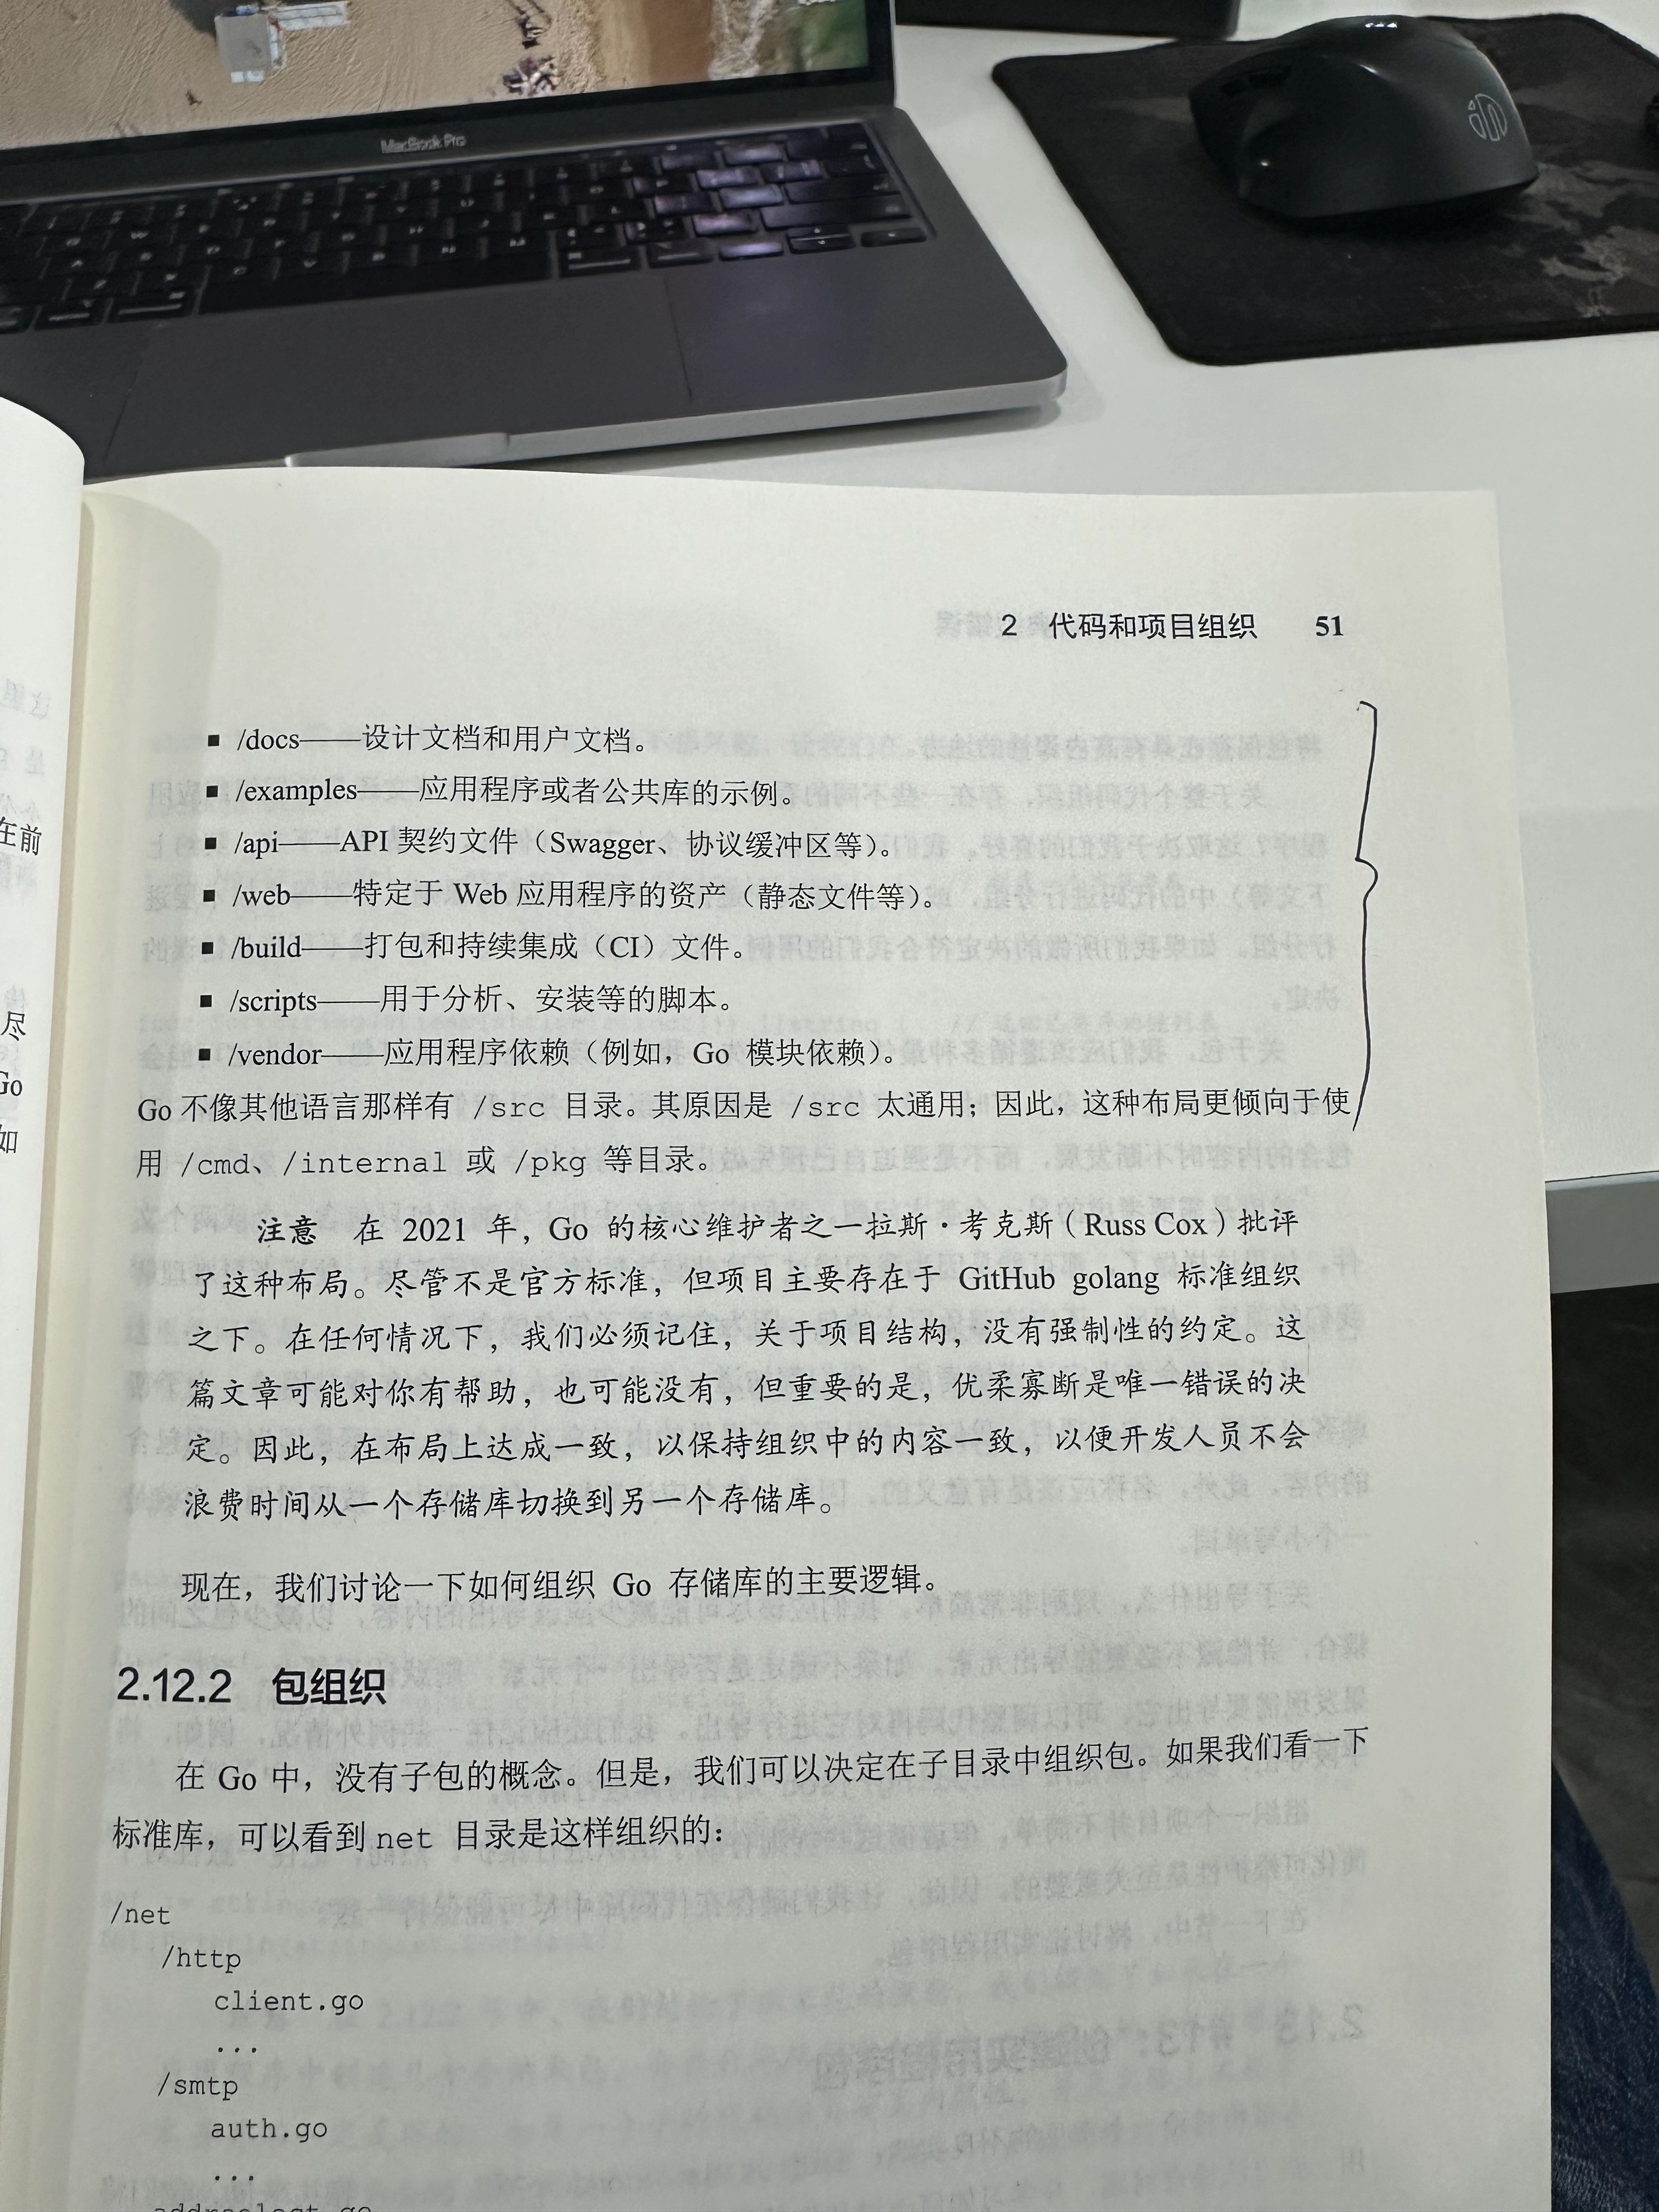 MacBook Pro
2 代码和项目组织 51
■ /docs——设计文档和用户文档。
■ /examples——应用程序或者公共库的示例。
■ /api——API 契约文件（Swagger、协议缓冲区等）。
■ /web——特定于 Web 应用程序的资产（静态文件等）。
■ /build——打包和持续集成（CI）文件。
■ /scripts——用于分析、安装等的脚本。
■ /vendor——应用程序依赖（例如，Go 模块依赖）。
Go 不像其他语言那样有 /src 目录。其原因是 /src 太通用；因此，这种布局更倾向于使
用 /cmd、/internal 或 /pkg 等目录。
注意 在 2021 年，Go 的核心维护者之一拉斯·考克斯（Russ Cox）批评
了这种布局。尽管不是官方标准，但项目主要存在于 GitHub golang 标准组织
之下。在任何情况下，我们必须记住，关于项目结构，没有强制性的约定。这
篇文章可能对你有帮助，也可能没有，但重要的是，优柔寡断是唯一错误的决
定。因此，在布局上达成一致，以保持组织中的内容一致，以便开发人员不会
浪费时间从一个存储库切换到另一个存储库。
现在，我们讨论一下如何组织 Go 存储库的主要逻辑。
2.12.2 包组织
在 Go 中，没有子包的概念。但是，我们可以决定在子目录中组织包。如果我们看一下
标准库，可以看到 net 目录是这样组织的：
/net
/http
client.go
...
/smtp
auth.go
...
addrselect.go